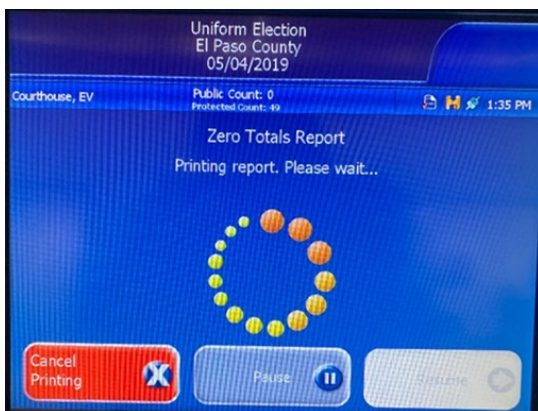 Uniform Election
El Paso County
05/04/2019
Courthouse, EV
Public Count: 0
Protected Count: 49
1:35 PM
Zero Totals Report
Printing report. Please wait...
Cancel
Printing
Pause
Resume